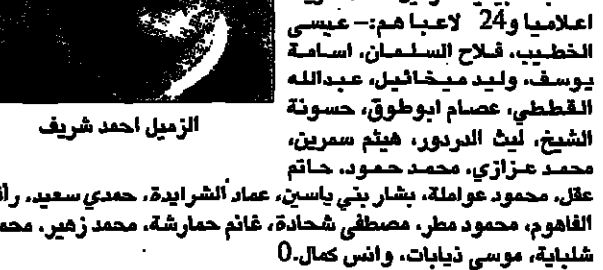 اعلاميا و24 لاعبا هم:– عيسى
الخطيب، فلاح السلمان، اسامة
يوسف، وليد ميخائيل، عبدالله
القططي، عصام ابوطوق، حسونة
الشيخ، ليث الدردور، هيثم سمرين،
محمد عزازي، محمد حمود، حاتم
الزميل احمد شريف
عقل، محمود عواملة، بشار بني ياسين، عماد الشرايدة، حمدي سعيد،
الفاهوم، محمود مطر، مصطفى شحادة، غانم حمارشة، محمد زهير،
شلباية، موسى ذيابات، وانس كمال.0